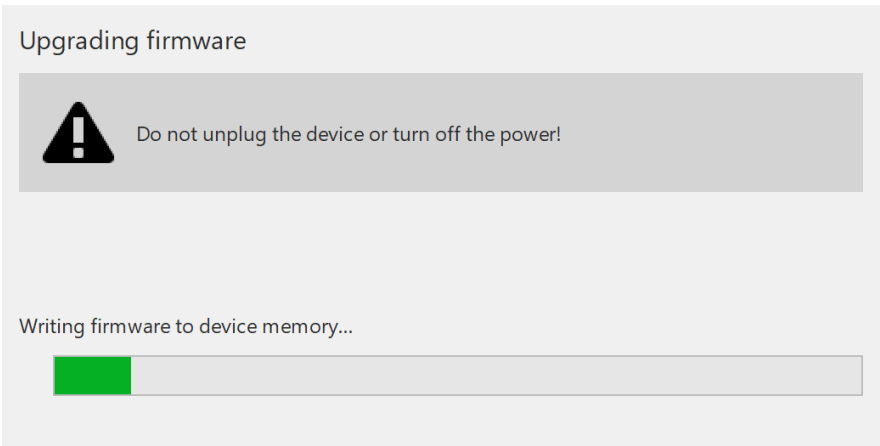 Upgrading firmware
Do not unplug the device or turn off the power!
Writing firmware to device memory...